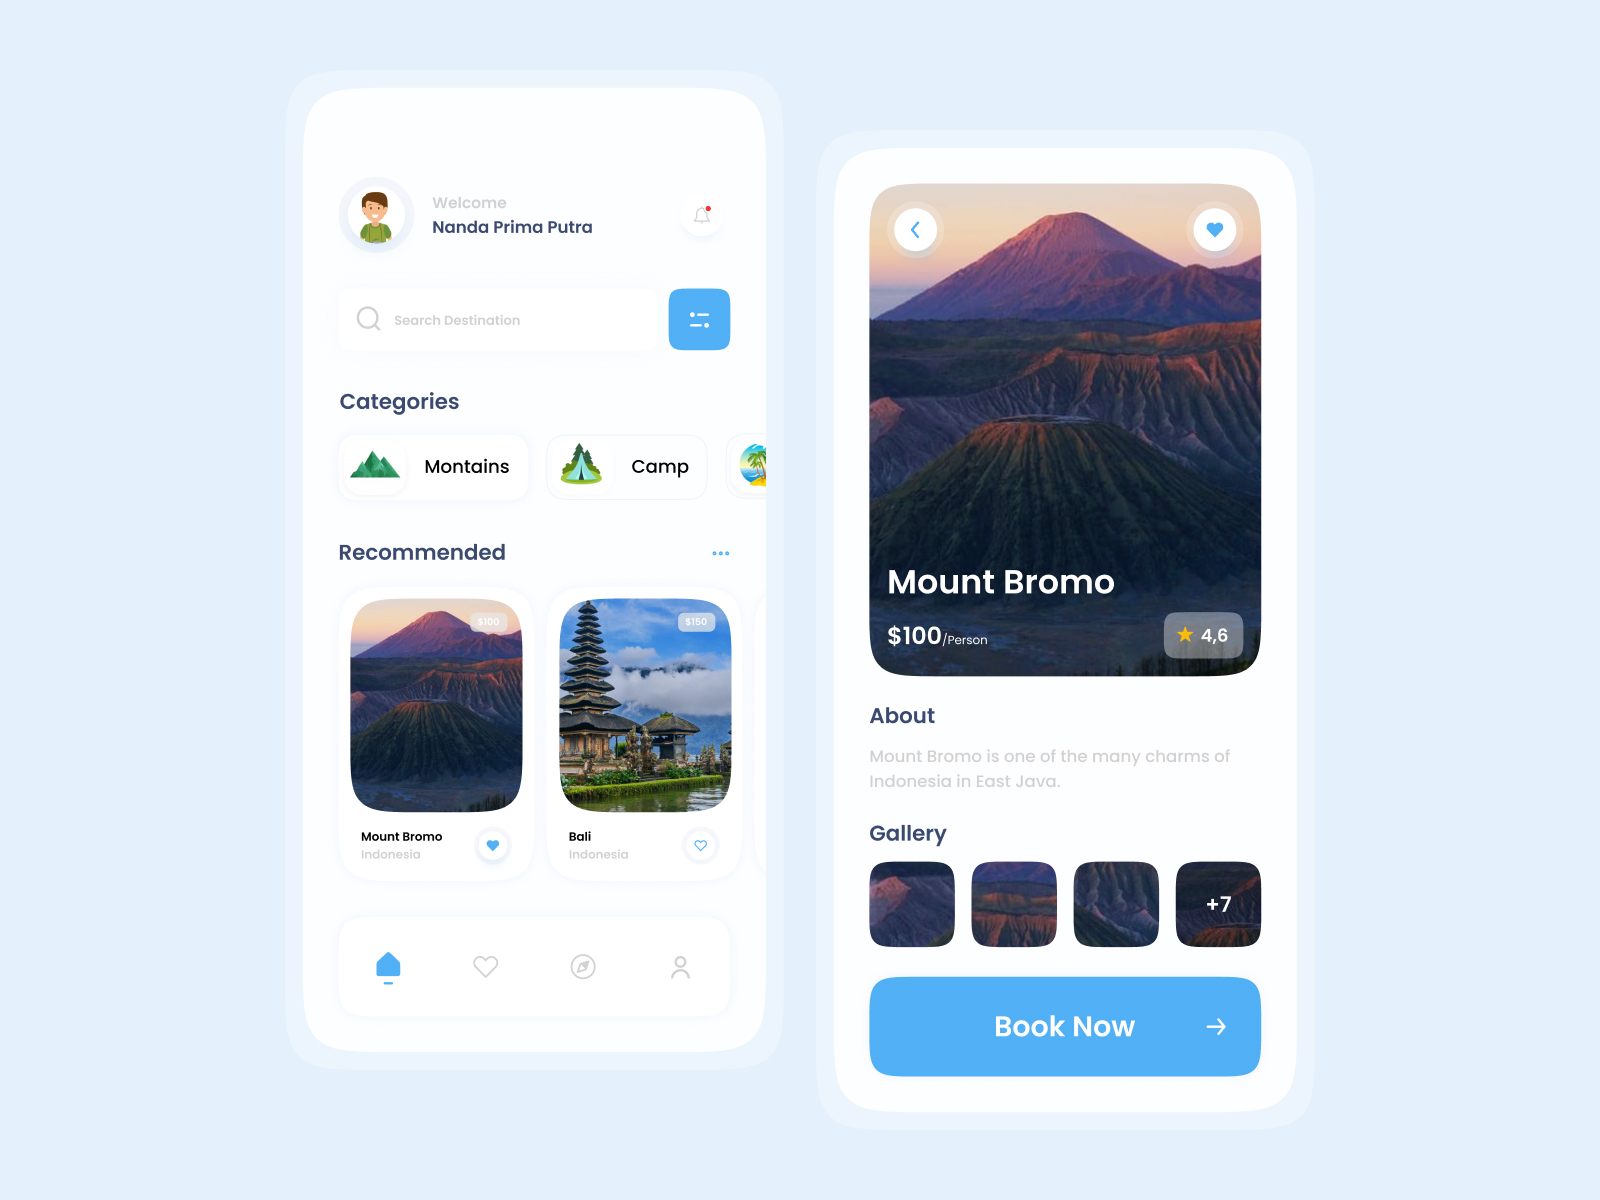 Welcome
Nanda Prima Putra
Search Destination
Categories
Montains
Camp
Recommended
$100
$150
Mount Bromo
Indonesia
Bali
Indonesia
Mount Bromo
$100/Person
4,6
About
Mount Bromo is one of the many charms of
Indonesia in East Java.
Gallery
+7
Book Now